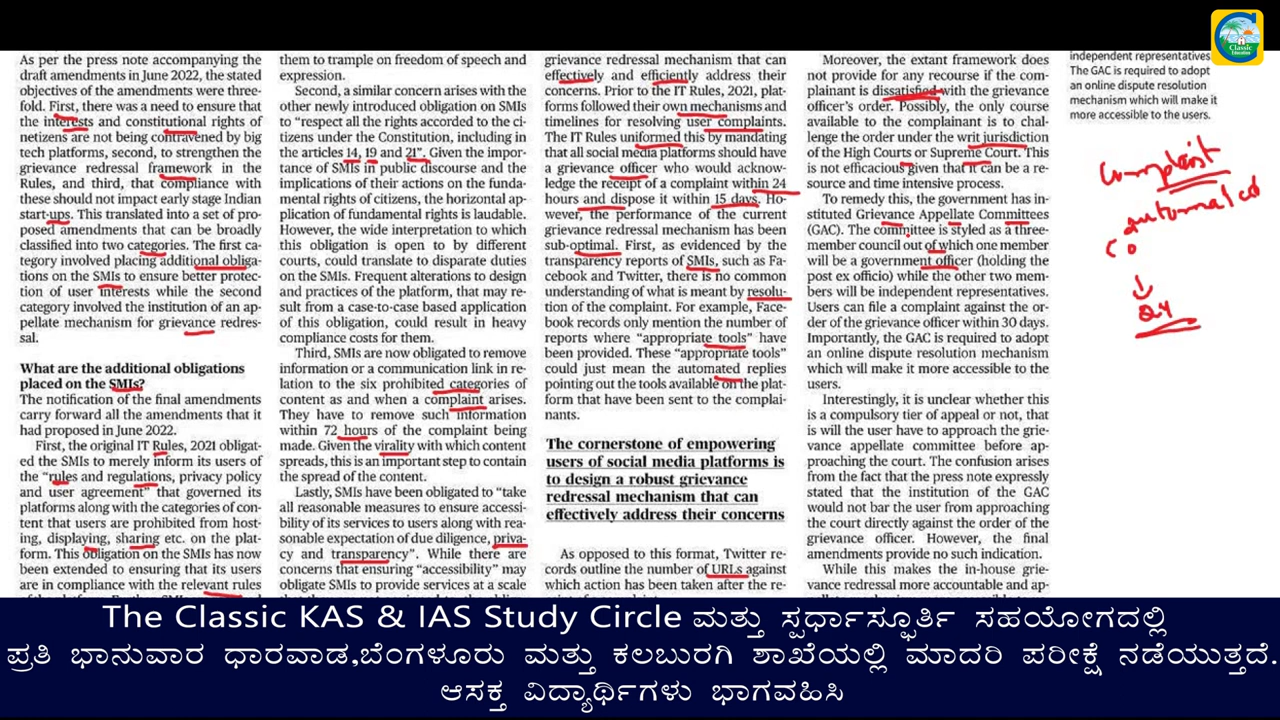 Classic
Education
As per the press note accompanying the
draft amendments in June 2022, the stated
objectives of the amendments were three-
fold. First, there was a need to ensure that
the interests and constitutional rights of
netizens are not being contravened by big
tech platforms, second, to strengthen the
grievance redressal framework in the
Rules, and third, that compliance with
these should not impact early stage Indian
start-ups. This translated into a set of pro-
posed amendments that can be broadly
classified into two categories. The first ca-
tegory involved placing additional obliga-
tions on the SMIs to ensure better protec-
tion of user interests while the second
category involved the institution of an ap-
pellate mechanism for grievance redres-
sal.
What are the additional obligations
placed on the SMIs?
The notification of the final amendments
carry forward all the amendments that it
had proposed in June 2022.
First, the original IT Rules, 2021 obligat-
ed the SMIs to merely inform its users of
the “rules and regulations, privacy policy
and user agreement” that governed its
platforms along with the categories of con-
tent that users are prohibited from host-
ing, displaying, sharing etc. on the plat-
form. This obligation on the SMIs has now
been extended to ensuring that its users
are in compliance with the relevant rules
them to trample on freedom of speech and
expression.
Second, a similar concern arises with the
other newly introduced obligation on SMIs
to “respect all the rights accorded to the ci-
tizens under the Constitution, including in
the articles 14, 19 and 21”. Given the impor-
tance of SMIs in public discourse and the
implications of their actions on the funda-
mental rights of citizens, the horizontal ap-
plication of fundamental rights is laudable.
However, the wide interpretation to which
this obligation is open to by different
courts, could translate to disparate duties
on the SMIs. Frequent alterations to design
and practices of the platform, that may re-
sult from a case-to-case based application
of this obligation, could result in heavy
compliance costs for them.
Third, SMIs are now obligated to remove
information or a communication link in re-
lation to the six prohibited categories of
content as and when a complaint arises.
They have to remove such information
within 72 hours of the complaint being
made. Given the virality with which content
spreads, this is an important step to contain
the spread of the content.
Lastly, SMIs have been obligated to “take
all reasonable measures to ensure accessi-
bility of its services to users along with rea-
sonable expectation of due diligence, priva-
cy and transparency”. While there are
concerns that ensuring “accessibility” may
obligate SMIs to provide services at a scale
grievance redressal mechanism that can
effectively and efficiently address their
concerns. Prior to the IT Rules, 2021, plat-
forms followed their own mechanisms and
timelines for resolving user complaints.
The IT Rules uniformed this by mandating
that all social media platforms should have
a grievance officer who would acknow-
ledge the receipt of a complaint within 24
hours and dispose it within 15 days. Ho-
wever, the performance of the current
grievance redressal mechanism has been
sub-optimal. First, as evidenced by the
transparency reports of SMIs, such as Fa-
cebook and Twitter, there is no common
understanding of what is meant by resolu-
tion of the complaint. For example, Face-
book records only mention the number of
reports where “appropriate tools” have
been provided. These “appropriate tools”
could just mean the automated replies
pointing out the tools available on the plat-
form that have been sent to the complai-
nants.
The cornerstone of empowering
users of social media platforms is
to design a robust grievance
redressal mechanism that can
effectively address their concerns
As opposed to this format, Twitter re-
cords outline the number of URLs against
which action has been taken after the re-
Moreover, the extant framework does
not provide for any recourse if the com-
plainant is dissatisfied with the grievance
officer’s order. Possibly, the only course
available to the complainant is to chal-
lenge the order under the writ jurisdiction
of the High Courts or Supreme Court. This
is not efficacious given that it can be a re-
source and time intensive process.
To remedy this, the government has in-
stituted Grievance Appellate Committees
(GAC). The committee is styled as a three-
member council out of which one member
will be a government officer (holding the
post ex officio) while the other two mem-
bers will be independent representatives.
Users can file a complaint against the or-
der of the grievance officer within 30 days.
Importantly, the GAC is required to adopt
an online dispute resolution mechanism
which will make it more accessible to the
users.
Interestingly, it is unclear whether this
is a compulsory tier of appeal or not, that
is will the user have to approach the grie-
vance appellate committee before ap-
proaching the court. The confusion arises
from the fact that the press note expressly
stated that the institution of the GAC
would not bar the user from approaching
the court directly against the order of the
grievance officer. However, the final
amendments provide no such indication.
While this makes the in-house grie-
vance redressal more accountable and ap-
independent representatives
The GAC is required to adopt
an online dispute resolution
mechanism which will make it
more accessible to the users.
Complaint
automated
24
The Classic KAS & IAS Study Circle ಮತ್ತು ಸ್ಪರ್ಧಾಸ್ಫೂರ್ತಿ ಸಹಯೋಗದಲ್ಲಿ
ಪ್ರತಿ ಭಾನುವಾರ ಧಾರವಾಡ,ಬೆಂಗಳೂರು ಮತ್ತು ಕಲಬುರಗಿ ಶಾಖೆಯಲ್ಲಿ ಮಾದರಿ ಪರೀಕ್ಷೆ ನಡೆಯುತ್ತದೆ.
ಆಸಕ್ತ ವಿದ್ಯಾರ್ಥಿಗಳು ಭಾಗವಹಿಸಿ